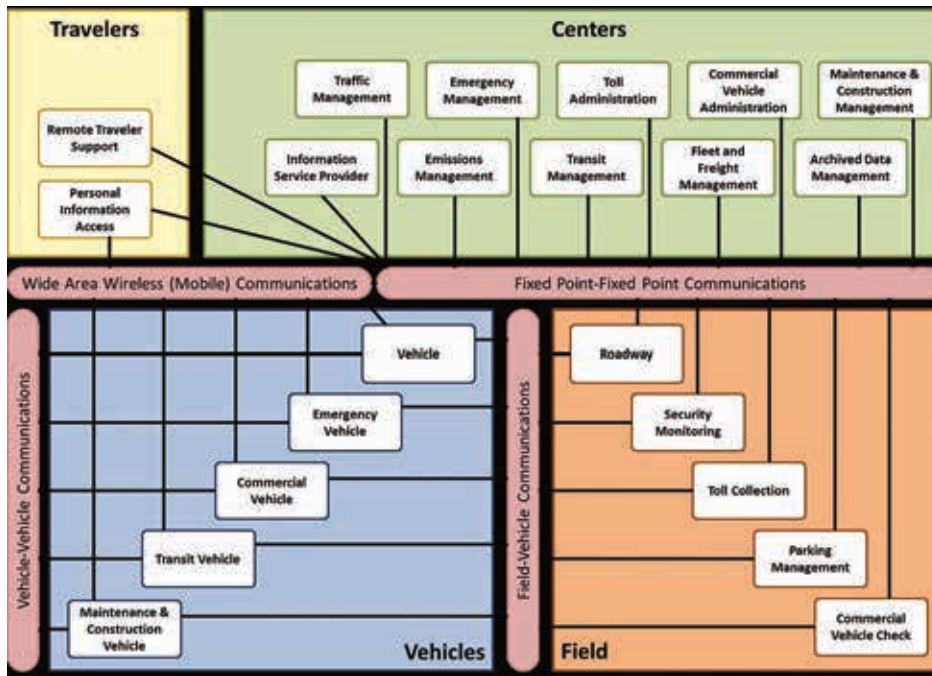 Travelers
Centers
Traffic
Management
Emergency
Management
Toll
Administration
Commercial
Vehicle
Administration
Maintenance &
Construction
Management
Remote Traveler
Support
Information
Service Provider
Emissions
Management
Transit
Management
Fleet and
Freight
Management
Archived Data
Management
Personal
Information
Access
Wide Area Wireless (Mobile) Communications
Fixed Point-Fixed Point Communications
Vehicle-Vehicle Communications
Vehicle
Emergency
Vehicle
Commercial
Vehicle
Transit Vehicle
Maintenance &
Construction
Vehicle
Vehicles
Field-Vehicle Communications
Roadway
Security
Monitoring
Toll Collection
Parking
Management
Commercial
Vehicle Check
Field